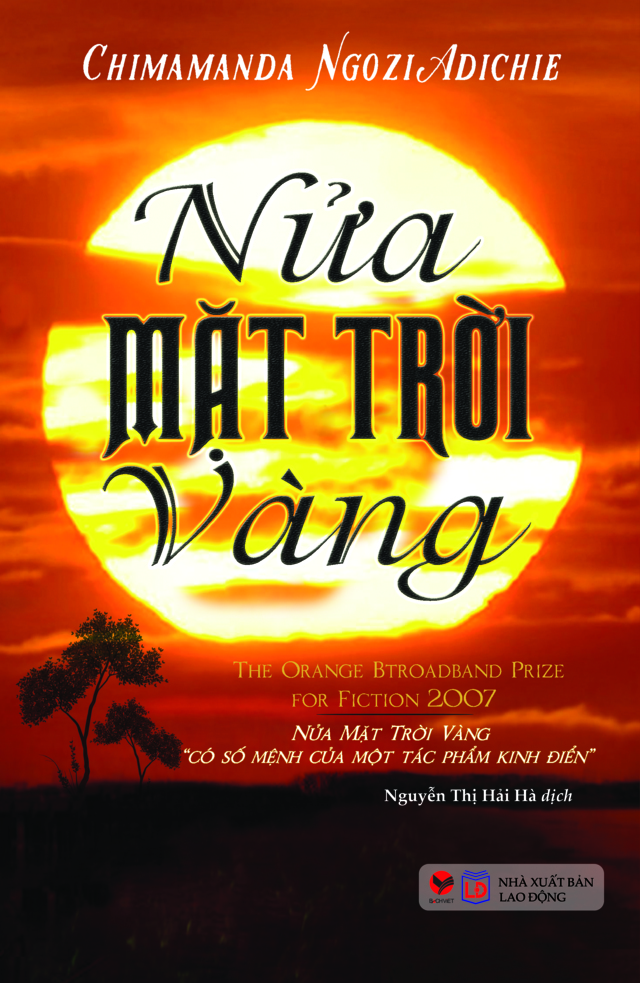 CHIMAMANDA NGOZI ADICHIE
Nửa
MẶT TRỜI
Vàng
THE ORANGE BTROADBAND PRIZE
FOR FICTION 2007
NỬA MẶT TRỜI VÀNG
“CÓ SỐ MỆNH CỦA MỘT TÁC PHẨM KINH ĐIỂN”
Nguyễn Thị Hải Hà dịch
NHÀ XUẤT BẢN
LAO ĐỘNG
LĐ